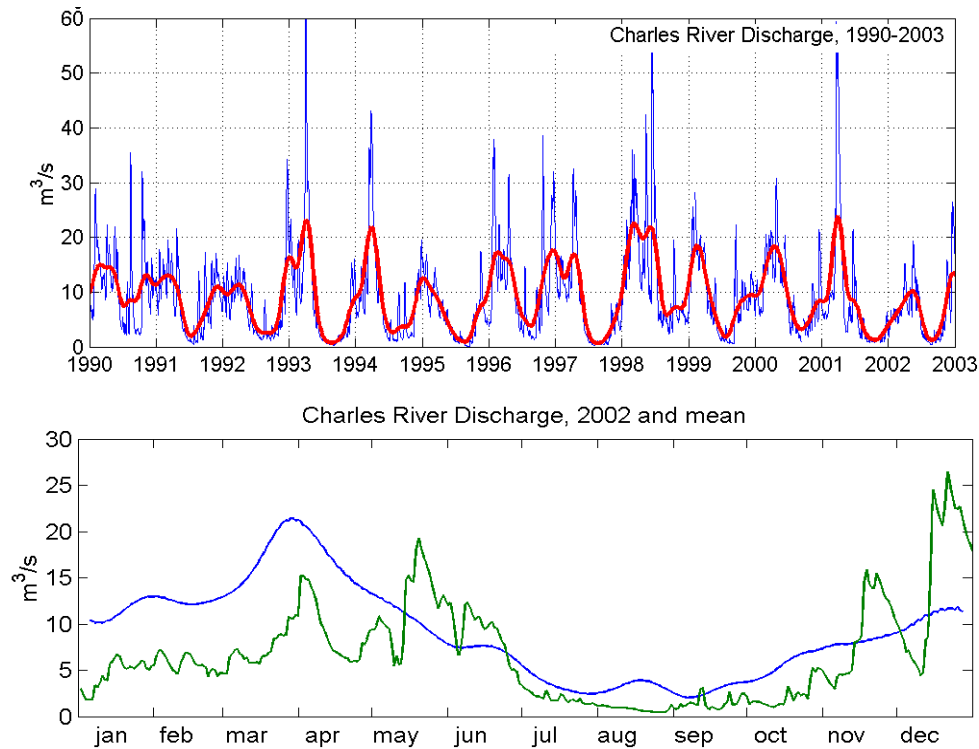 Charles River Discharge, 1990-2003
60
50
40
30
20
10
0
m³/s
1990 1991 1992 1993 1994 1995 1996 1997 1998 1999 2000 2001 2002 2003
Charles River Discharge, 2002 and mean
30
25
20
15
10
5
0
m³/s
jan feb mar apr may jun jul aug sep oct nov dec